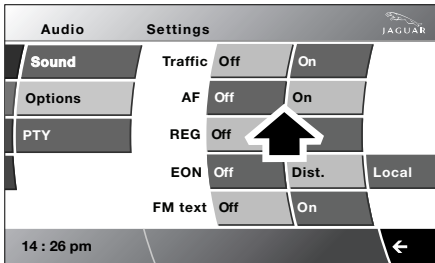 Audio Settings JAGUAR
Sound Traffic Off On
Options AF Off On
PTY REG Off
EON Off Dist. Local
FM text Off On
14 : 26 pm